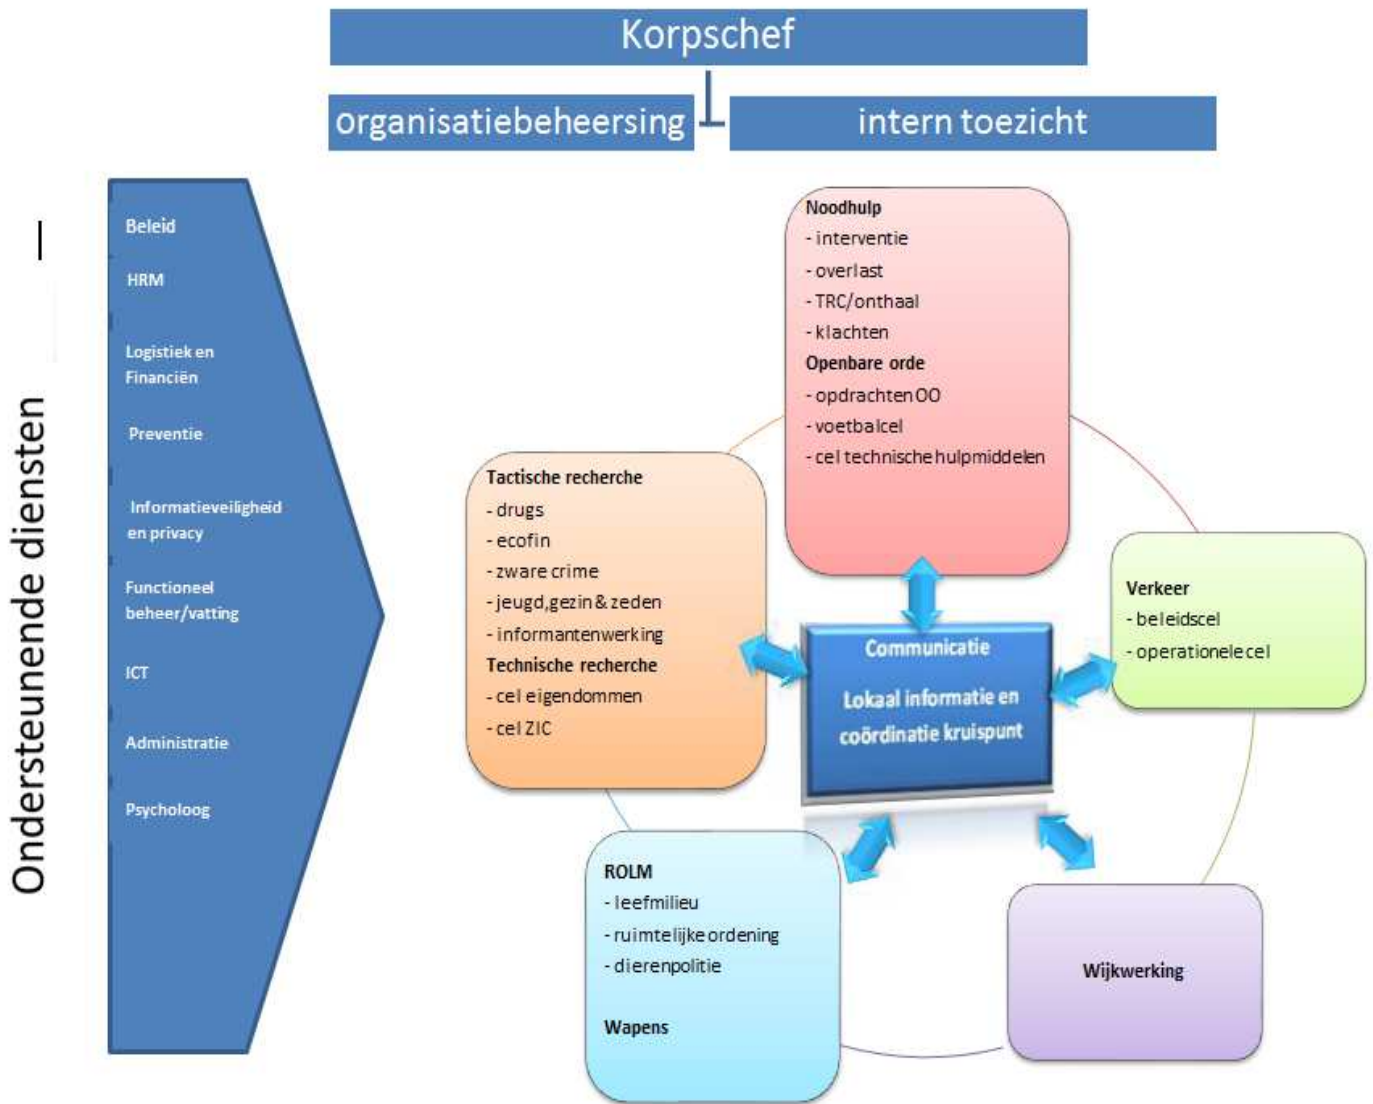 Korpschef
organisatiebeheersing
intern toezicht
Ondersteunende diensten
Beleid
HRM
Logistiek en
Financiën
Preventie
Informatieveiligheid
en privacy
Functioneel
beheer/vatting
ICT
Administratie
Psycholoog
Noodhulp
- interventie
- overlast
- TRC/onthaal
- klachten
Openbare orde
- opdrachten OO
- voetbalcel
- cel technische hulpmiddelen
Tactische recherche
- drugs
- ecofin
- zware crime
- jeugd,gezin & zeden
- informantenwerking
Technische recherche
- cel eigendommen
- cel ZIC
Verkeer
- beleidscel
- operationele cel
Communicatie
Lokaal informatie en
coördinatie kruispunt
ROLM
- leefmilieu
- ruimtelijke ordening
- dierenpolitie
Wapens
Wijkwerking